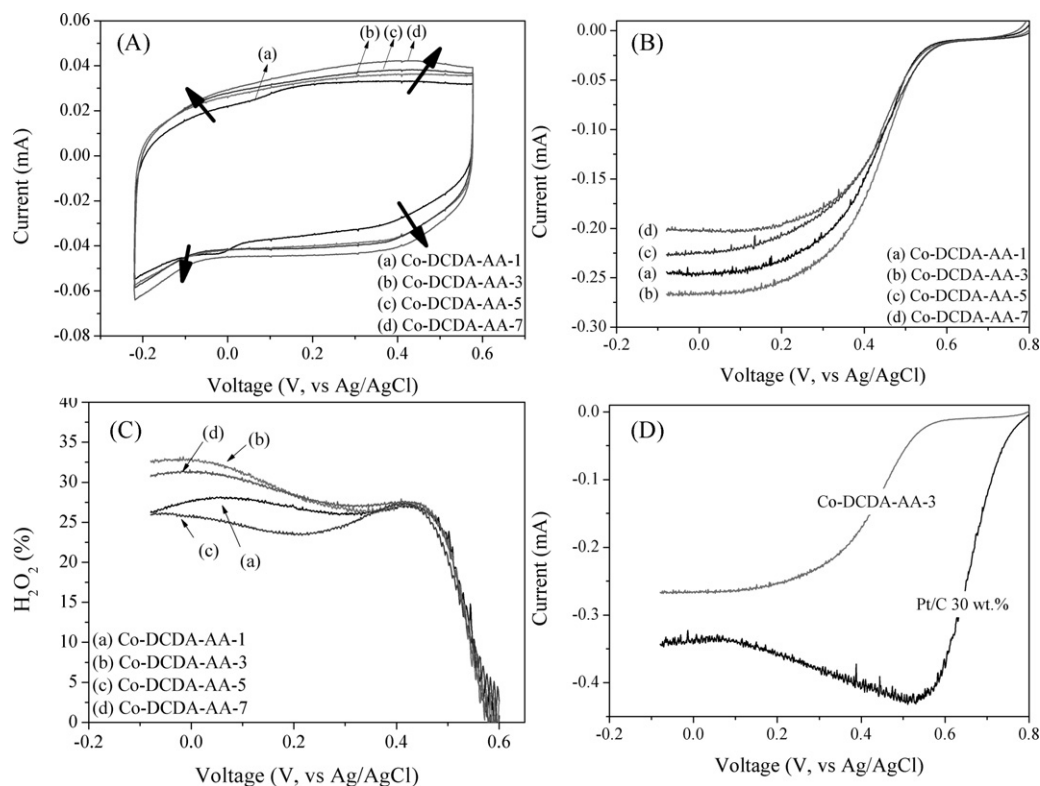 (A)
(a)
(b)
(c)
(d)
0.06
0.04
0.02
0.00
-0.02
-0.04
-0.06
-0.08
Current (mA)
(a) Co-DCDA-AA-1
(b) Co-DCDA-AA-3
(c) Co-DCDA-AA-5
(d) Co-DCDA-AA-7
-0.2 0.0 0.2 0.4 0.6
Voltage (V, vs Ag/AgCl)
(B)
0.00
-0.05
-0.10
-0.15
-0.20
-0.25
-0.30
Current (mA)
(d)
(c)
(a)
(b)
(a) Co-DCDA-AA-1
(b) Co-DCDA-AA-3
(c) Co-DCDA-AA-5
(d) Co-DCDA-AA-7
0.0 0.2 0.4 0.6 0.8
Voltage (V, vs Ag/AgCl)
(C)
(d)
(b)
(c)
(a)
40
35
30
25
20
15
10
5
0
H₂O₂ (%)
(a) Co-DCDA-AA-1
(b) Co-DCDA-AA-3
(c) Co-DCDA-AA-5
(d) Co-DCDA-AA-7
0.0 0.2 0.4 0.6
Voltage (V, vs Ag/AgCl)
(D)
0.0
-0.1
-0.2
-0.3
-0.4
Current (mA)
Co-DCDA-AA-3
Pt/C 30 wt.%
-0.2 0.0 0.2 0.4 0.6 0.8
Voltage (V, vs Ag/AgCl)